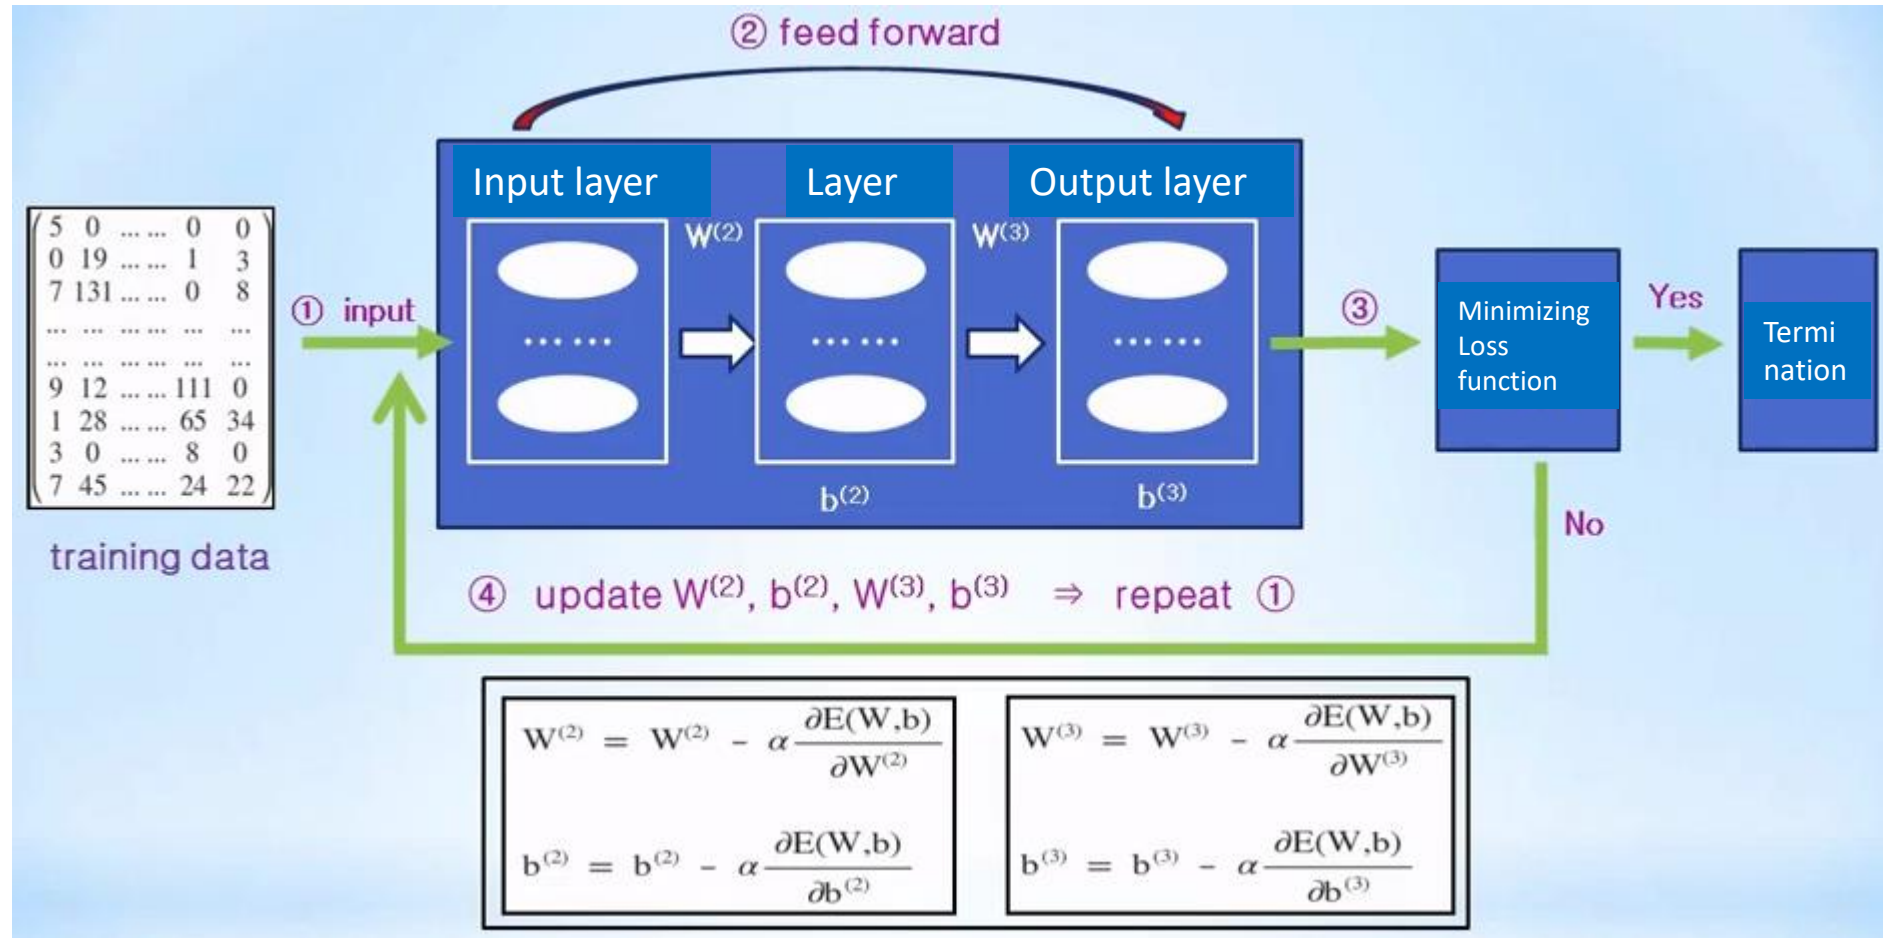 ② feed forward
Input layer
Layer
Output layer
W⁽²⁾
W⁽³⁾
5 0 ... ... 0 0
0 19 ... ... 1 3
7 131 ... ... 0 8
... ... ... ... ... ...
... ... ... ... ... ...
9 12 ... ... 111 0
1 28 ... ... 65 34
3 0 ... ... 8 0
7 45 ... ... 24 22
training data
① input
... ...
... ...
... ...
b⁽²⁾
b⁽³⁾
③
Minimizing
Loss
function
Yes
Termi
nation
No
④ update W⁽²⁾, b⁽²⁾, W⁽³⁾, b⁽³⁾ ⇒ repeat ①
W⁽²⁾ = W⁽²⁾ - α ∂E(W,b)/∂W⁽²⁾
b⁽²⁾ = b⁽²⁾ - α ∂E(W,b)/∂b⁽²⁾
W⁽³⁾ = W⁽³⁾ - α ∂E(W,b)/∂W⁽³⁾
b⁽³⁾ = b⁽³⁾ - α ∂E(W,b)/∂b⁽³⁾